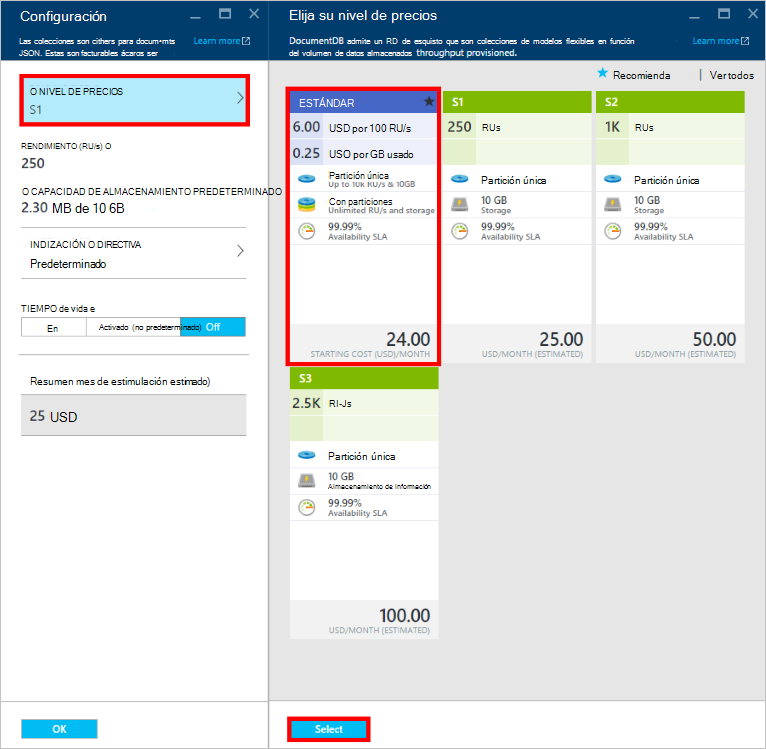 Configuración
Las colecciones son cithers para docum•mts
JSON. Estas son facturables ácaros ser
Learn more
O NIVEL DE PRECIOS
S1
RENDIMIENTO (RU/s) O
250
O CAPACIDAD DE ALMACENAMIENTO PREDETERMINADO
2.30 MB de 10 6B
INDIZACIÓN O DIRECTIVA
Predeterminado
TIEMPO de vida e
En
Activado (no predeterminado)
Off
Resumen mes de estimulación estimado)
25 USD
OK
Elija su nivel de precios
DocumentDB admite un RD de esquisto que son colecciones de modelos flexibles en función
del volumen de datos almacenados throughput provisioned.
Learn more
Recomienda
| Ver todos
ESTÁNDAR
6.00 USD por 100 RU/s
0.25 USO por GB usado
Partición única
Up to 10k RU/s & 10GB
Con particiones
Unlimited RU/s and storage
99.99%
Availability SLA
24.00
STARTING COST (USD)/MONTH
S1
250 RUs
Partición única
10 GB
Storage
99.99%
Availability SLA
25.00
USD/MONTH (ESTIMATED)
S2
1K RUs
Partición única
10 GB
Storage
99.99%
Availability SLA
50.00
USD/MONTH (ESTIMATED)
S3
2.5K RI-Js
Partición única
10 GB
Almacenamiento de información
99.99%
Availability SLA
100.00
USD/MONTH (ESTIMATED)
Select